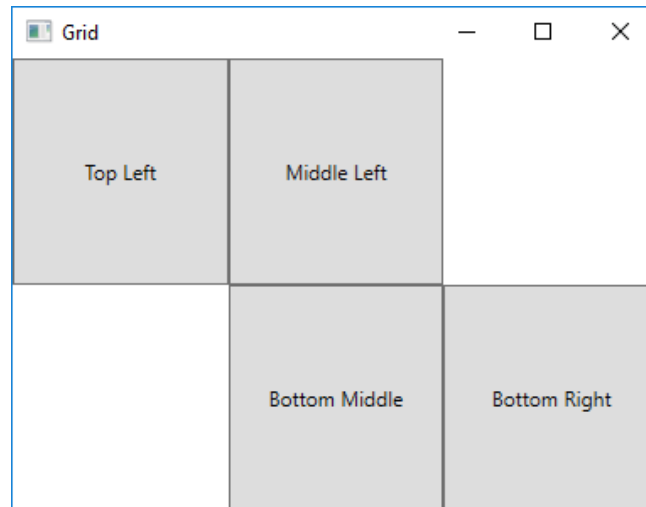 Grid
Top Left
Middle Left
Bottom Middle
Bottom Right